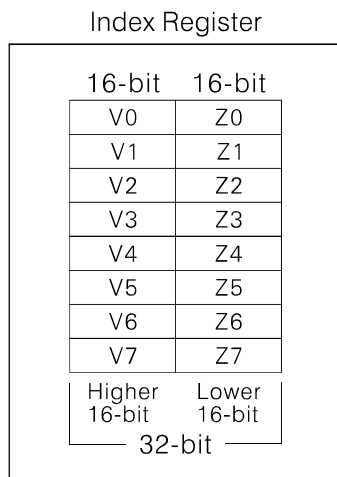 Index Register
16-bit 16-bit
V0 Z0
V1 Z1
V2 Z2
V3 Z3
V4 Z4
V5 Z5
V6 Z6
V7 Z7
Higher Lower
16-bit 16-bit
32-bit